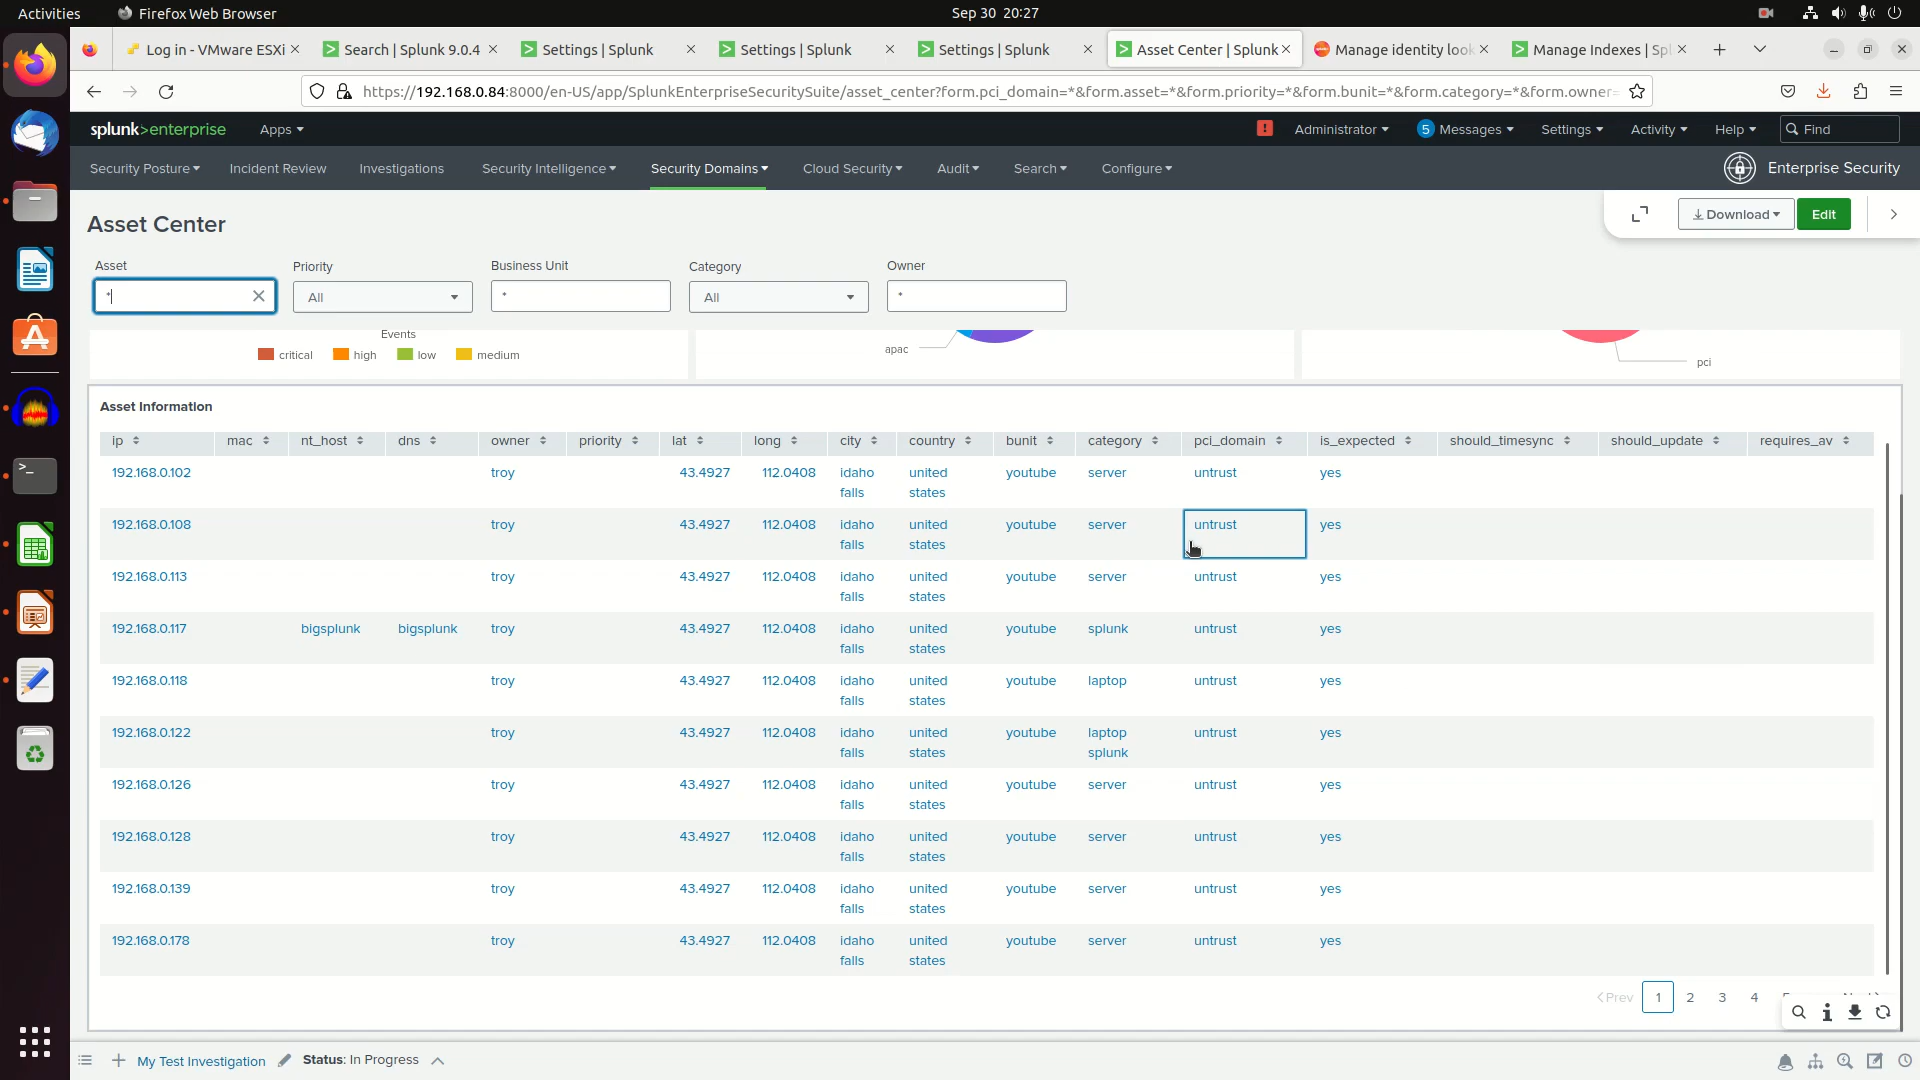 Activities Firefox Web Browser Sep 30 20:27
Log in - VMware ESXi Search | Splunk 9.0.4 Settings | Splunk Settings | Splunk Settings | Splunk Asset Center | Splunk Manage identity look Manage Indexes | Spl
https://192.168.0.84:8000/en-US/app/SplunkEnterpriseSecuritySuite/asset_center?form.pci_domain=*&form.asset=*&form.priority=*&form.bunit=*&form.category=*&form.owner=
splunk>enterprise Apps ! Administrator 5 Messages Settings Activity Help Find
Security Posture Incident Review Investigations Security Intelligence Security Domains Cloud Security Audit Search Configure Enterprise Security
Asset Center Download Edit
Asset Priority Business Unit Category Owner
* All * All *
Events
critical high low medium apac pci
Asset Information
ip mac nt_host dns owner priority lat long city country bunit category pci_domain is_expected should_timesync should_update requires_av
192.168.0.102 troy 43.4927 112.0408 idaho united youtube server untrust yes
falls states
192.168.0.108 troy 43.4927 112.0408 idaho united youtube server untrust yes
falls states
192.168.0.113 troy 43.4927 112.0408 idaho united youtube server untrust yes
falls states
192.168.0.117 bigsplunk bigsplunk troy 43.4927 112.0408 idaho united youtube splunk untrust yes
falls states
192.168.0.118 troy 43.4927 112.0408 idaho united youtube laptop untrust yes
falls states
192.168.0.122 troy 43.4927 112.0408 idaho united youtube laptop untrust yes
falls states splunk
192.168.0.126 troy 43.4927 112.0408 idaho united youtube server untrust yes
falls states
192.168.0.128 troy 43.4927 112.0408 idaho united youtube server untrust yes
falls states
192.168.0.139 troy 43.4927 112.0408 idaho united youtube server untrust yes
falls states
192.168.0.178 troy 43.4927 112.0408 idaho united youtube server untrust yes
falls states
< Prev 1 2 3 4
My Test Investigation Status: In Progress